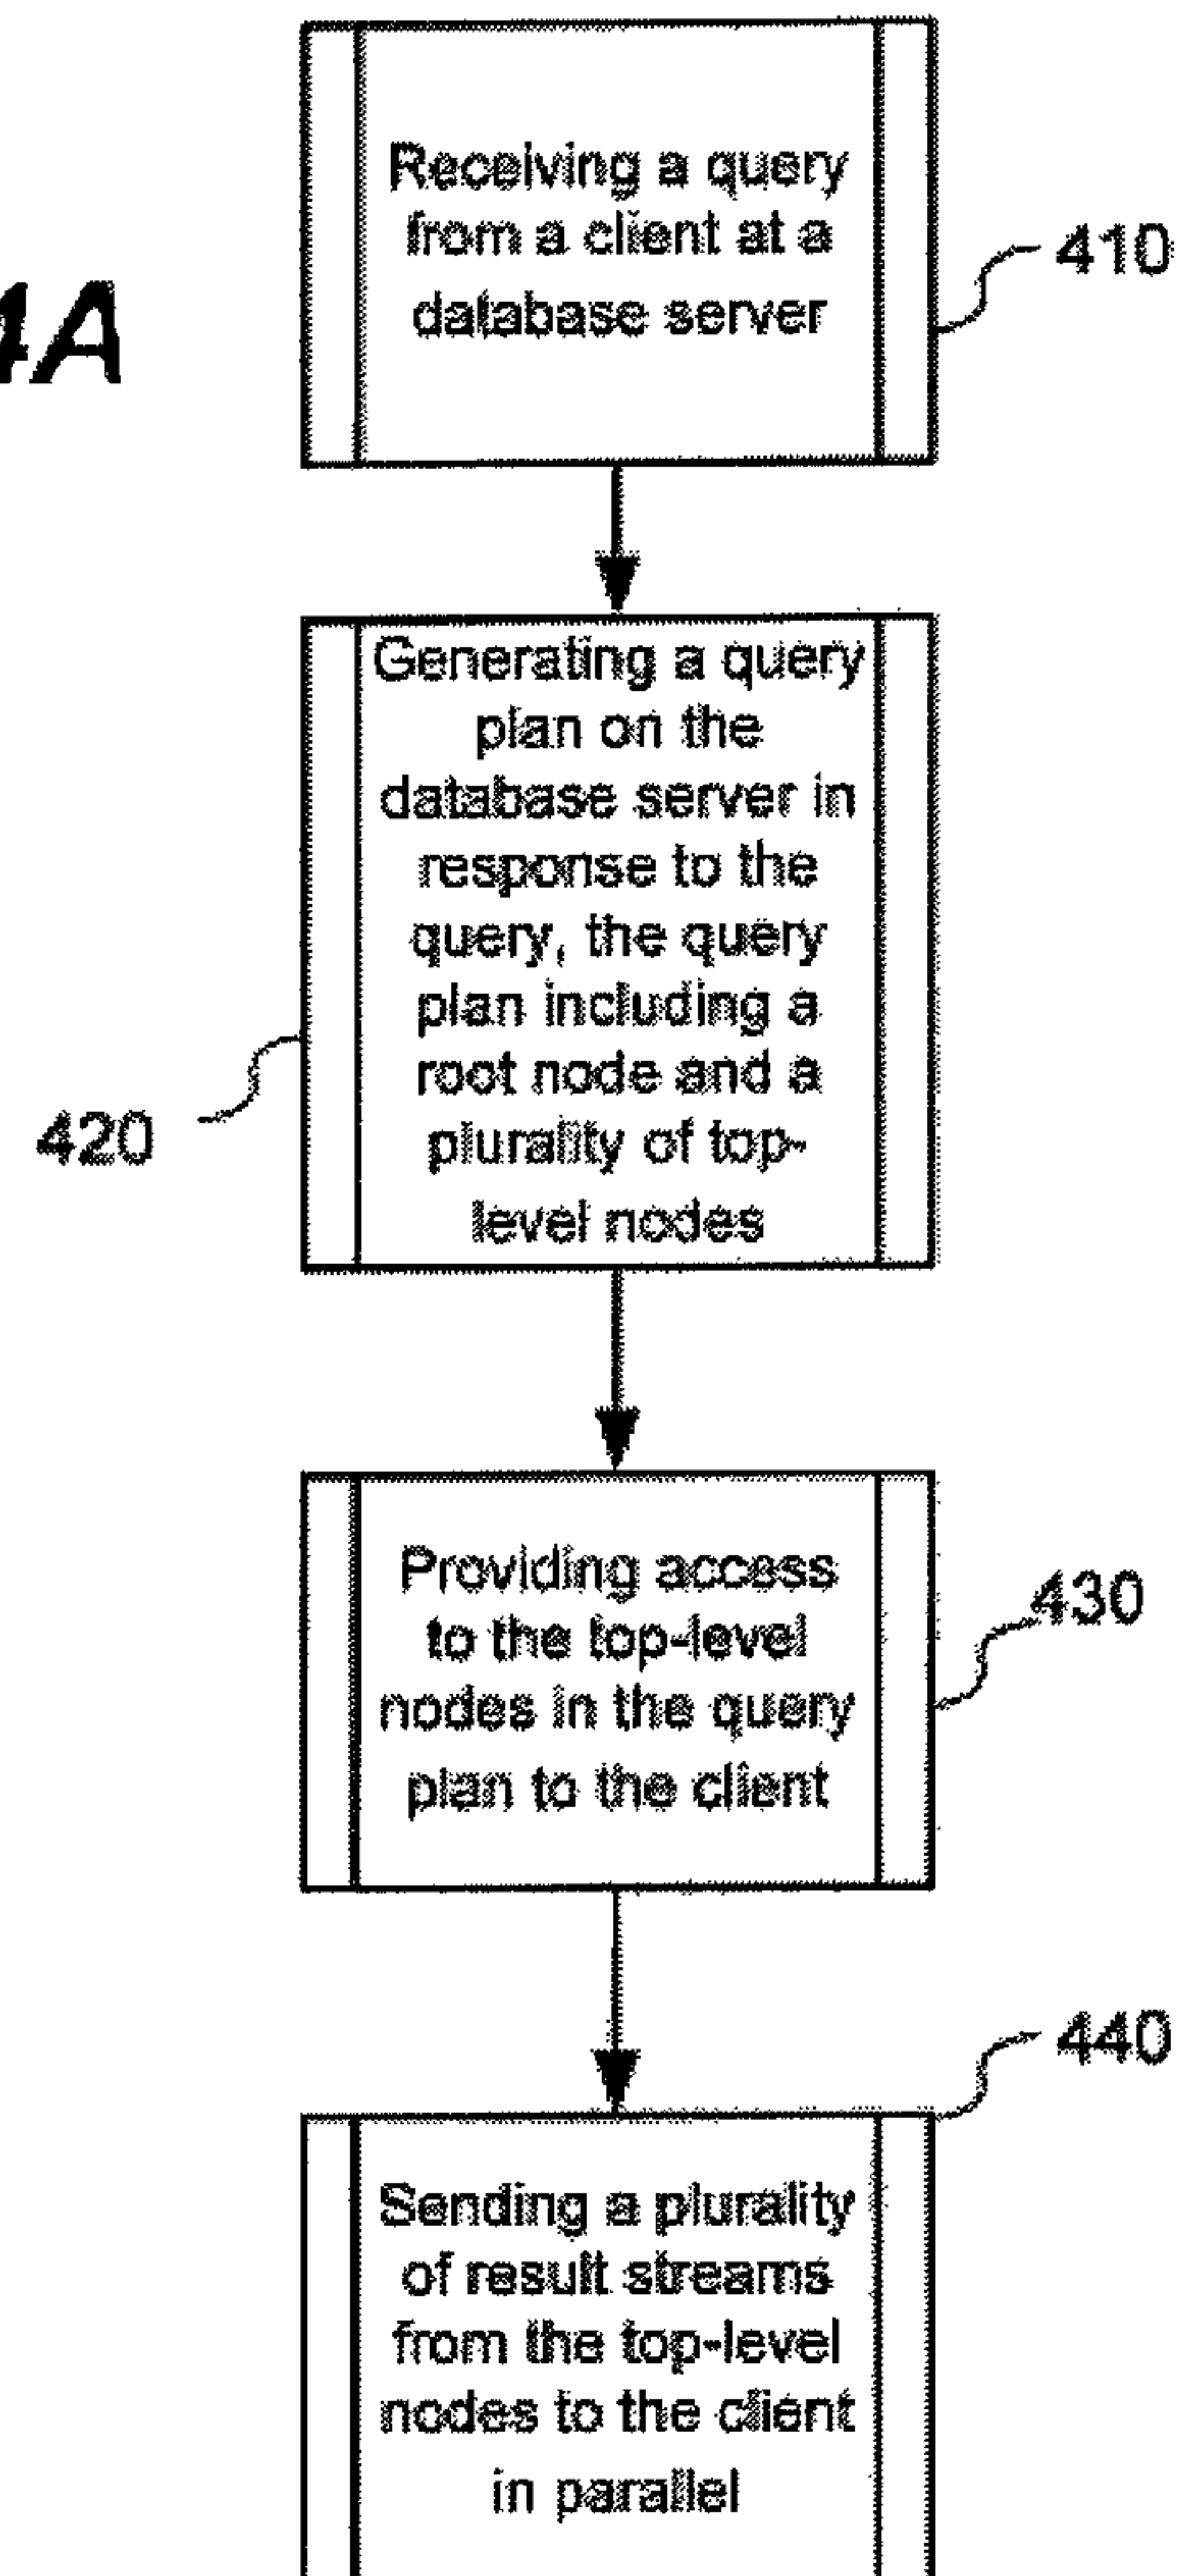 4A
Receiving a query
from a client at a
database server
410
Generating a query
plan on the
database server in
response to the
query, the query
plan including a
root node and a
plurality of top-
level nodes
420
Providing access
to the top-level
nodes in the query
plan to the client
430
440
Sending a plurality
of result streams
from the top-level
nodes to the client
in parallel